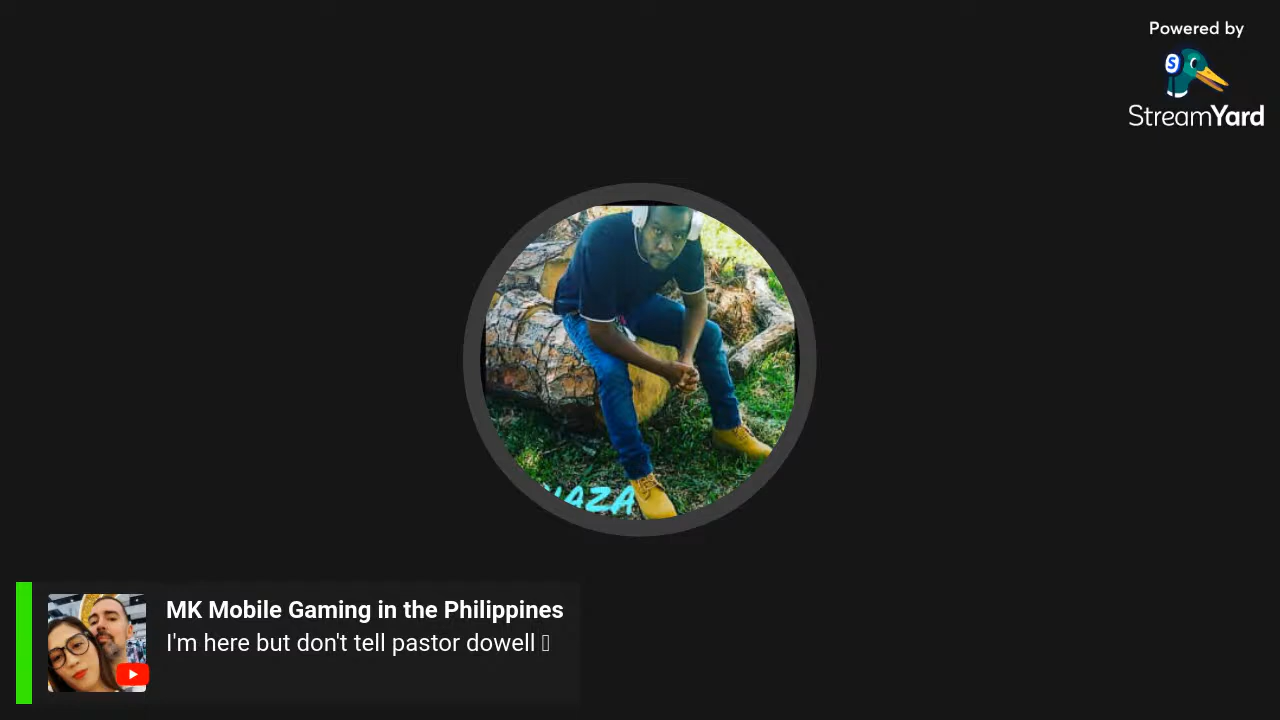 Powered by
S
StreamYard
MK Mobile Gaming in the Philippines
I'm here but don't tell pastor dowell